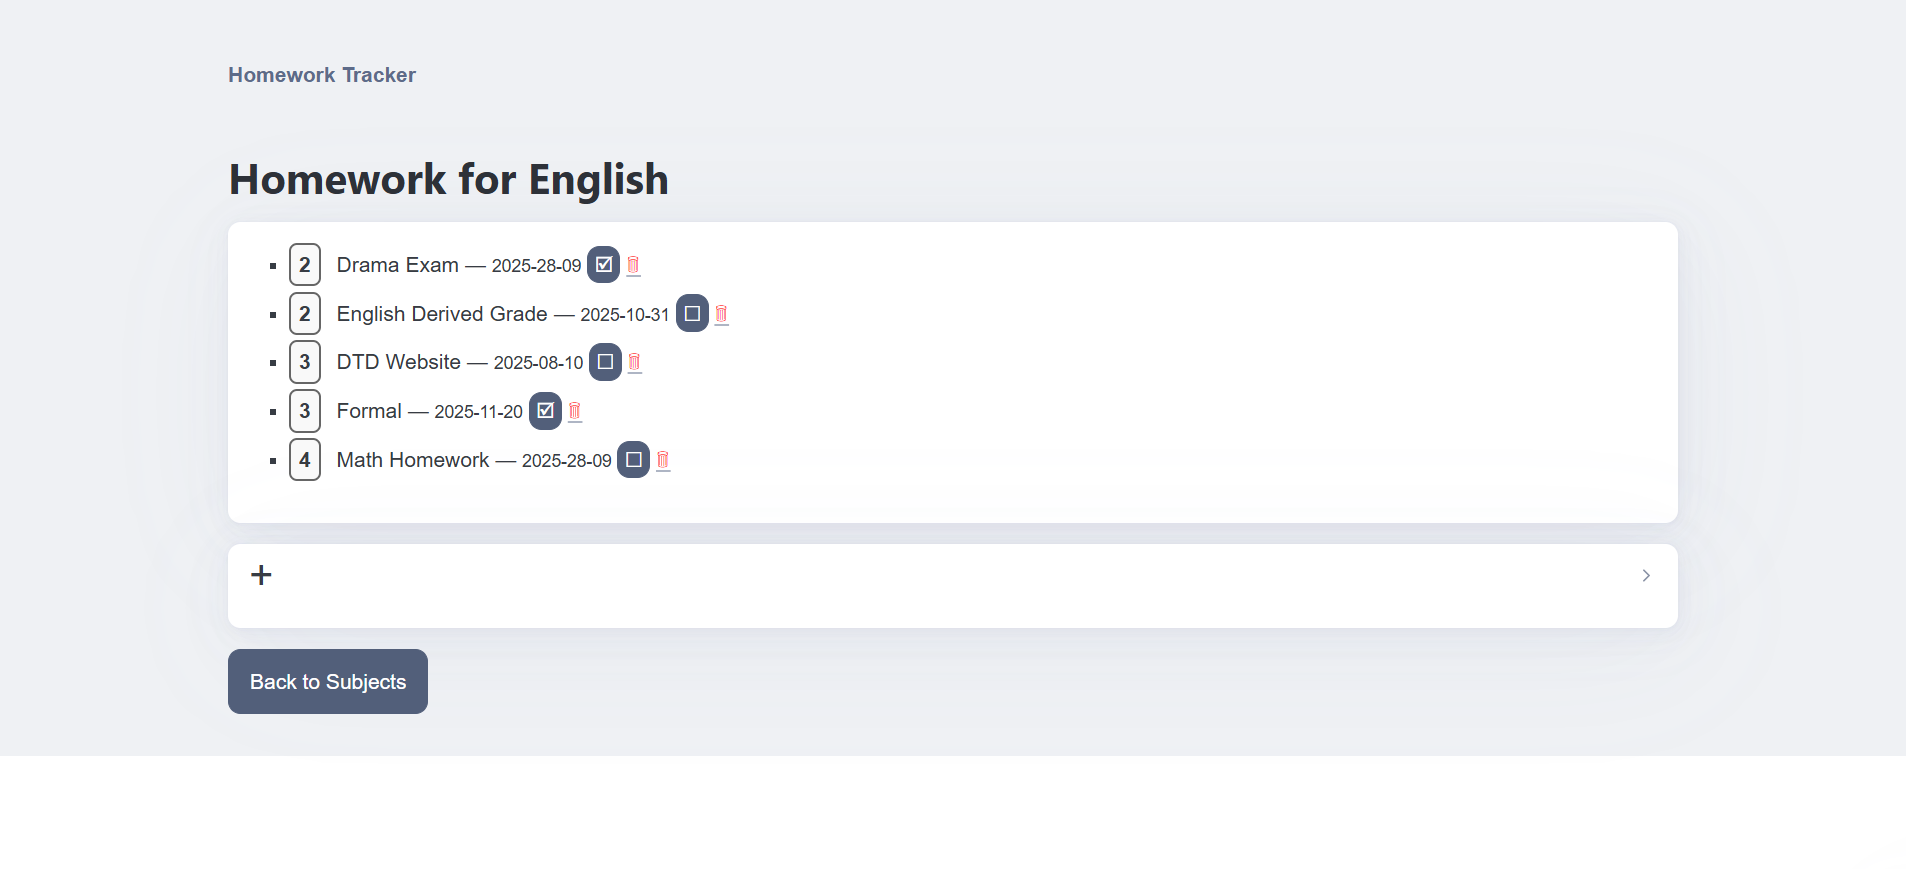 Homework Tracker
Homework for English
2 Drama Exam — 2025-28-09
2 English Derived Grade — 2025-10-31
3 DTD Website — 2025-08-10
3 Formal — 2025-11-20
4 Math Homework — 2025-28-09
+
Back to Subjects